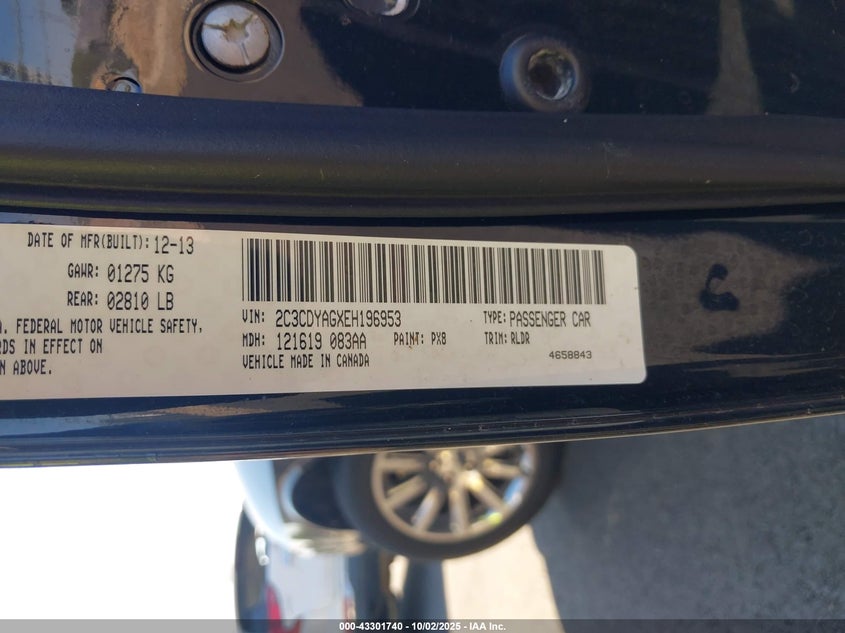 DATE OF MFR(BUILT): 12-13
GAWR: 01275 KG
REAR: 02810 LB
FEDERAL MOTOR VEHICLE SAFETY,
IN EFFECT ON
ABOVE.
VIN: 2C3CDYAGXEH196953
TYPE: PASSENGER CAR
MDH: 121619 083AA
PAINT: PX8
TRIM: RLDR
VEHICLE MADE IN CANADA
4658843
000-43301740 - 10/02/2025 - IAA Inc.